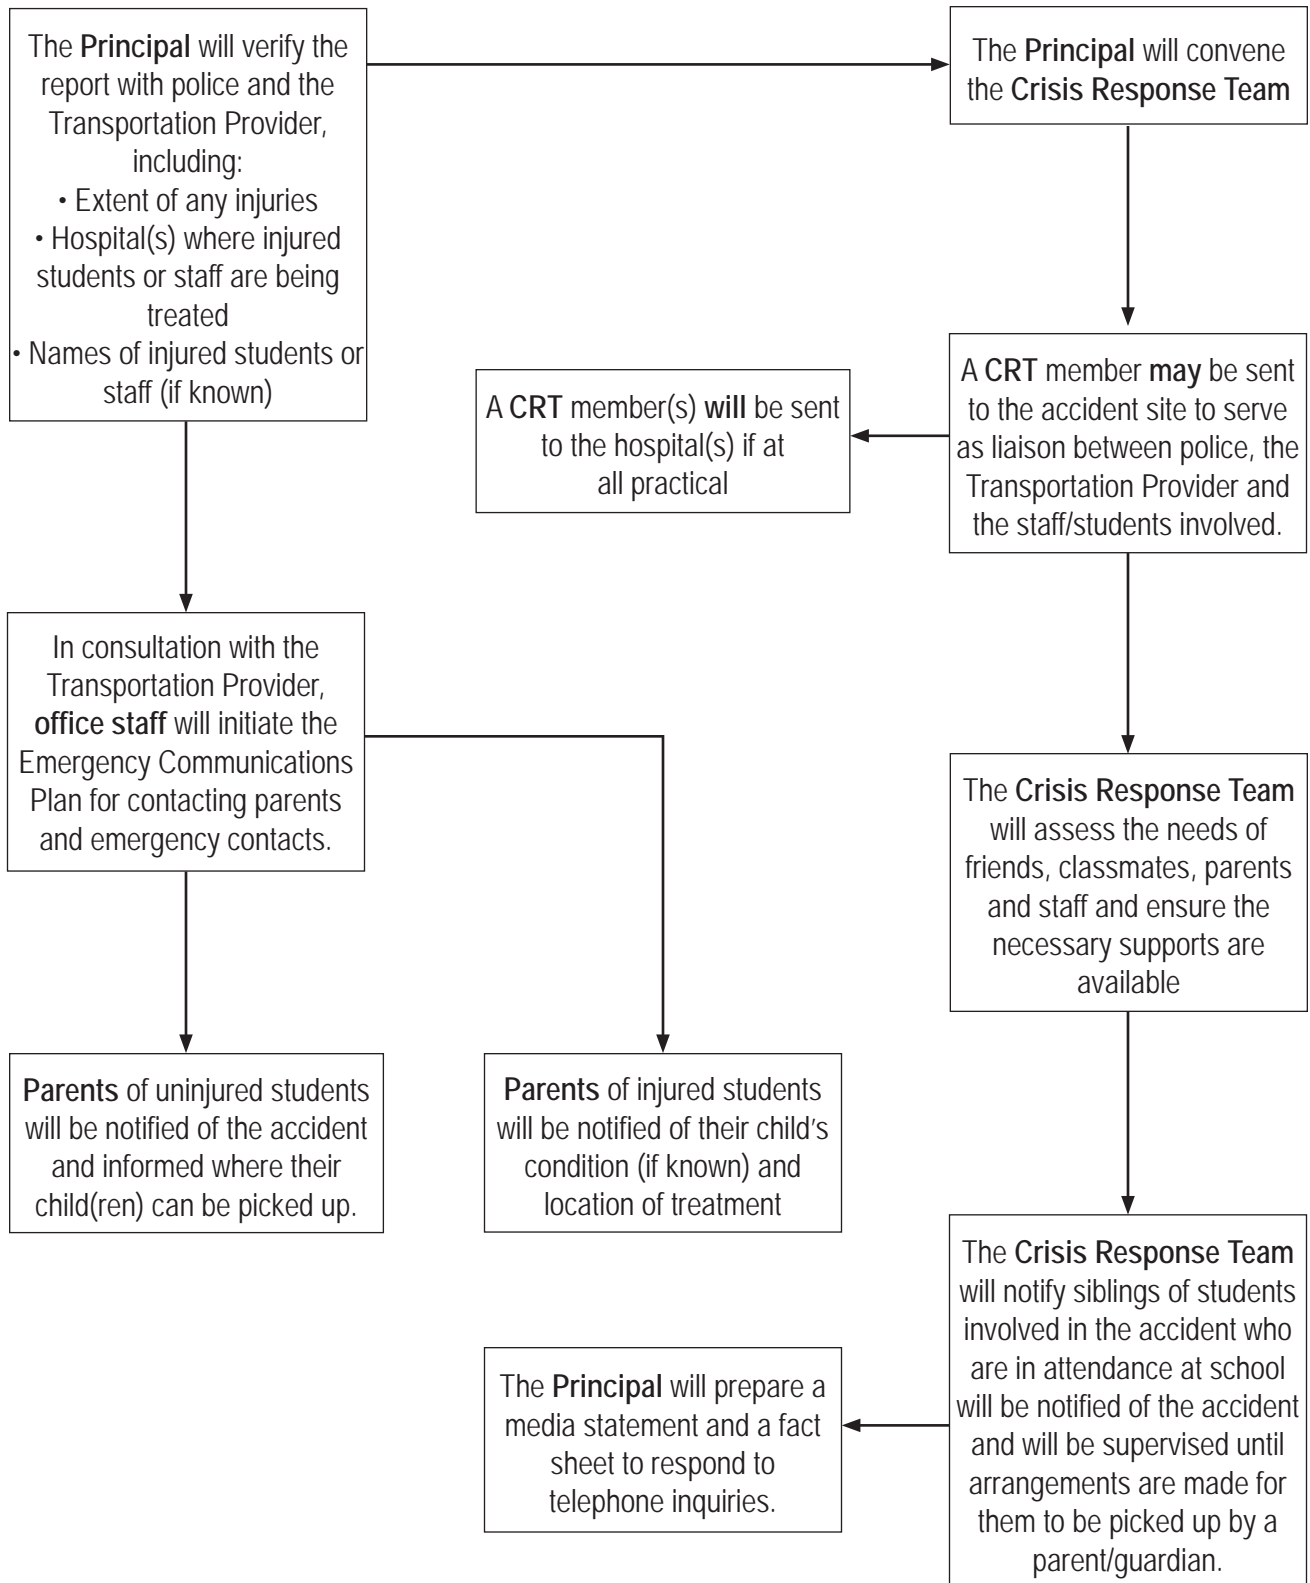 The Principal will verify the
report with police and the
Transportation Provider,
including:
• Extent of any injuries
• Hospital(s) where injured
students or staff are being
treated
• Names of injured students or
staff (if known)
The Principal will convene
the Crisis Response Team
A CRT member may be sent
to the accident site to serve
as liaison between police, the
Transportation Provider and
the staff/students involved.
A CRT member(s) will be sent
to the hospital(s) if at
all practical
In consultation with the
Transportation Provider,
office staff will initiate the
Emergency Communications
Plan for contacting parents
and emergency contacts.
The Crisis Response Team
will assess the needs of
friends, classmates, parents
and staff and ensure the
necessary supports are
available
Parents of uninjured students
will be notified of the accident
and informed where their
child(ren) can be picked up.
Parents of injured students
will be notified of their child's
condition (if known) and
location of treatment
The Crisis Response Team
will notify siblings of students
involved in the accident who
are in attendance at school
will be notified of the accident
and will be supervised until
arrangements are made for
them to be picked up by a
parent/guardian.
The Principal will prepare a
media statement and a fact
sheet to respond to
telephone inquiries.